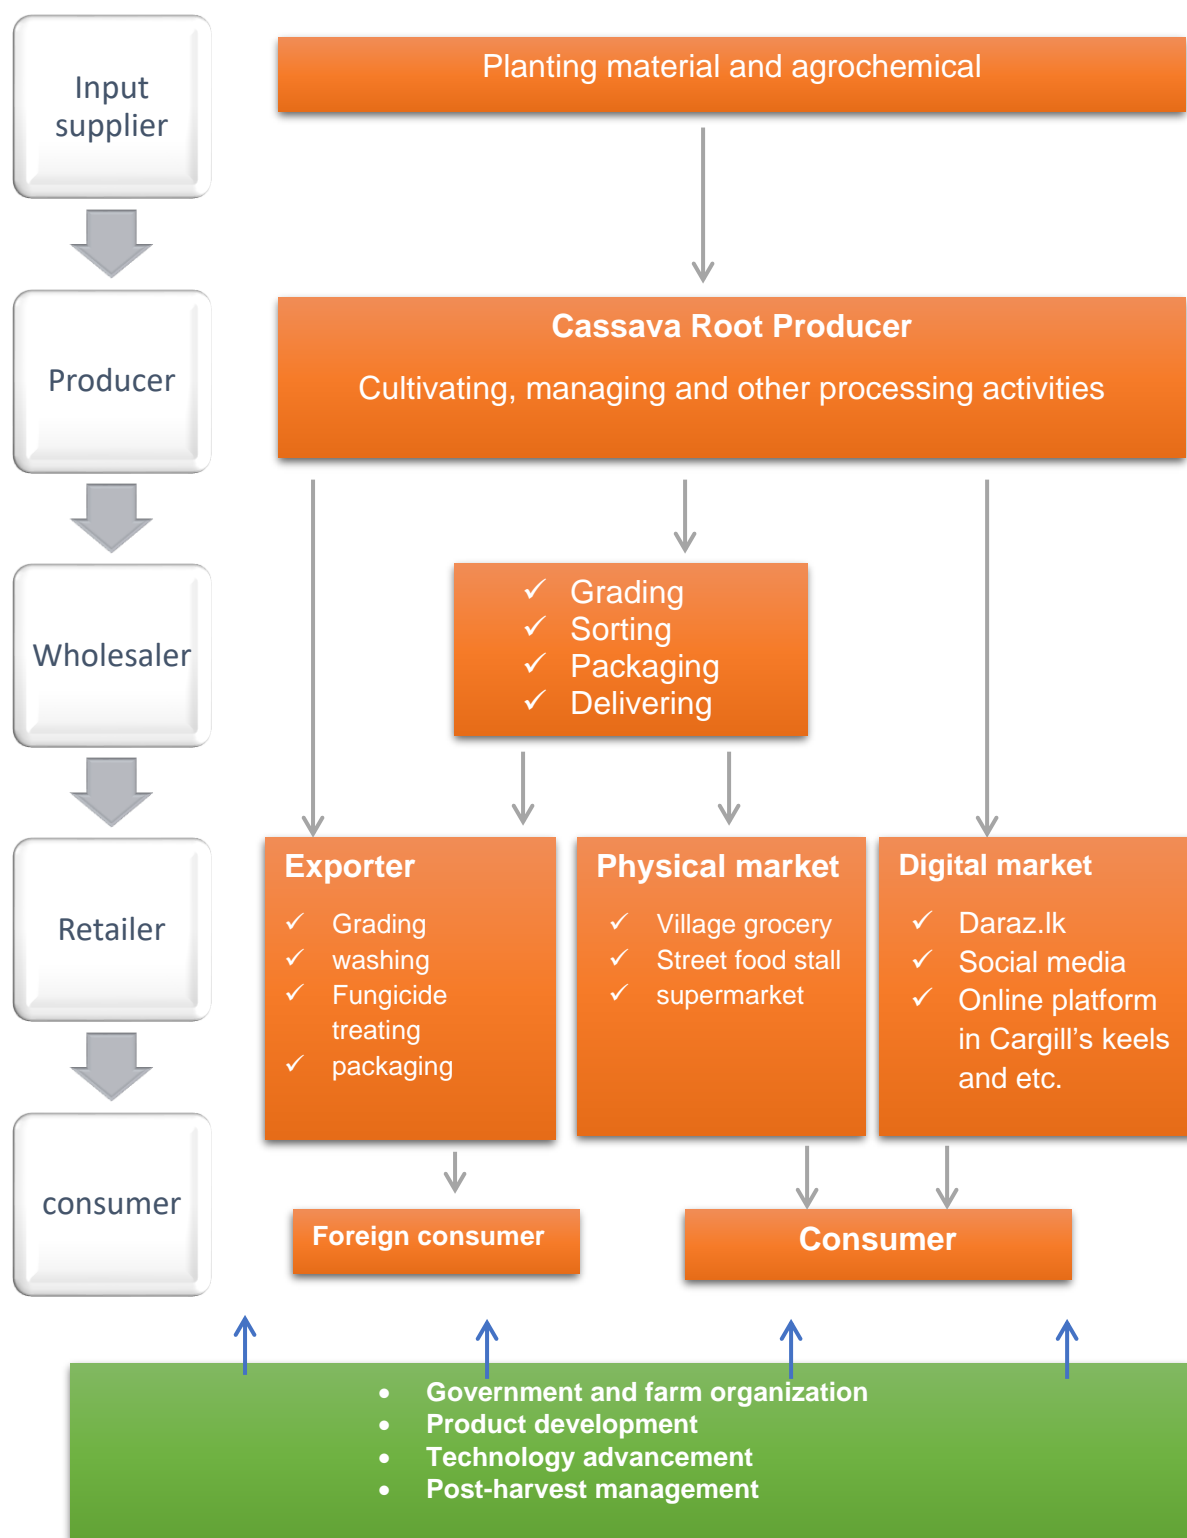 Input
supplier
Planting material and agrochemical
Producer
Cassava Root Producer
Cultivating, managing and other processing activities
Wholesaler
✓ Grading
✓ Sorting
✓ Packaging
✓ Delivering
Retailer
Exporter
✓ Grading
✓ washing
✓ Fungicide
treating
✓ packaging
Physical market
✓ Village grocery
✓ Street food stall
✓ supermarket
Digital market
✓ Daraz.lk
✓ Social media
✓ Online platform
in Cargill’s keels
and etc.
consumer
Foreign consumer
Consumer
• Government and farm organization
• Product development
• Technology advancement
• Post-harvest management